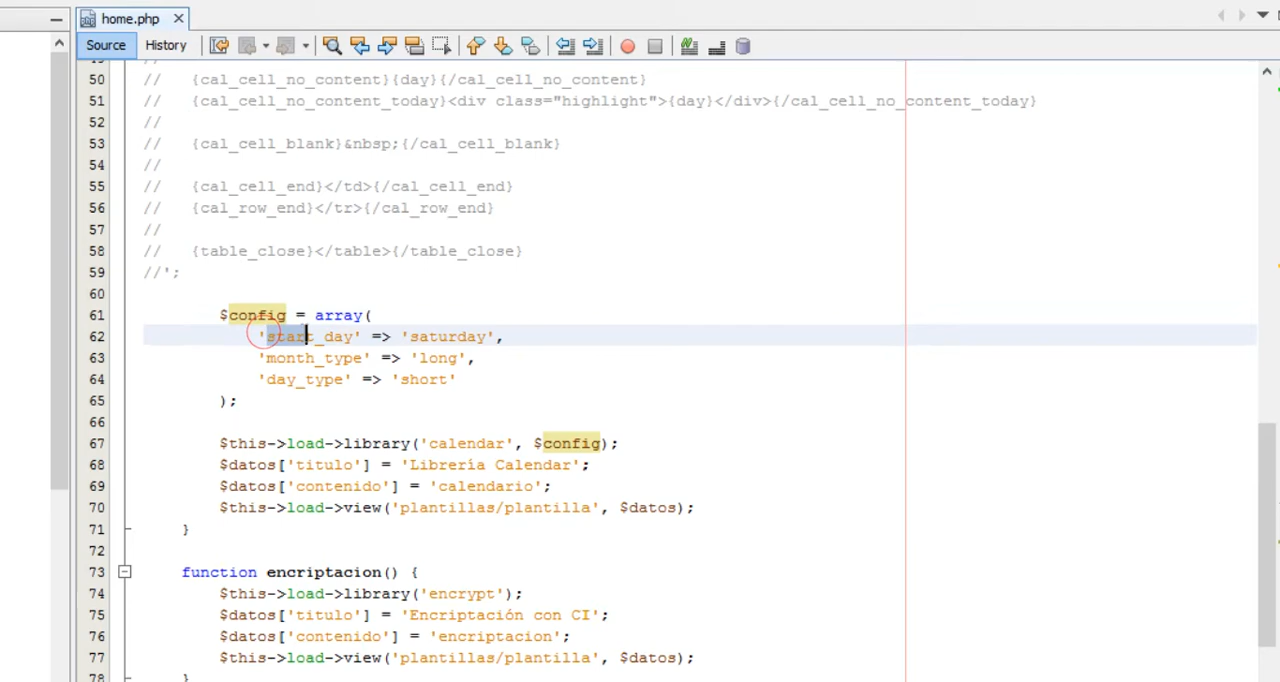 home.php
Source History
50 // {cal_cell_no_content}{day}{/cal_cell_no_content}
51 // {cal_cell_no_content_today}<div class="highlight">{day}</div>{/cal_cell_no_content_today}
52 //
53 // {cal_cell_blank}&nbsp;{/cal_cell_blank}
54 //
55 // {cal_cell_end}</td>{/cal_cell_end}
56 // {cal_row_end}</tr>{/cal_row_end}
57 //
58 // {table_close}</table>{/table_close}
59 //';
60
61 $config = array(
62 'start_day' => 'saturday',
63 'month_type' => 'long',
64 'day_type' => 'short'
65 );
66
67 $this->load->library('calendar', $config);
68 $datos['titulo'] = 'Librería Calendar';
69 $datos['contenido'] = 'calendario';
70 $this->load->view('plantillas/plantilla', $datos);
71 }
72
73 function encriptacion() {
74 $this->load->library('encrypt');
75 $datos['titulo'] = 'Encriptación con CI';
76 $datos['contenido'] = 'encriptacion';
77 $this->load->view('plantillas/plantilla', $datos);
78 }